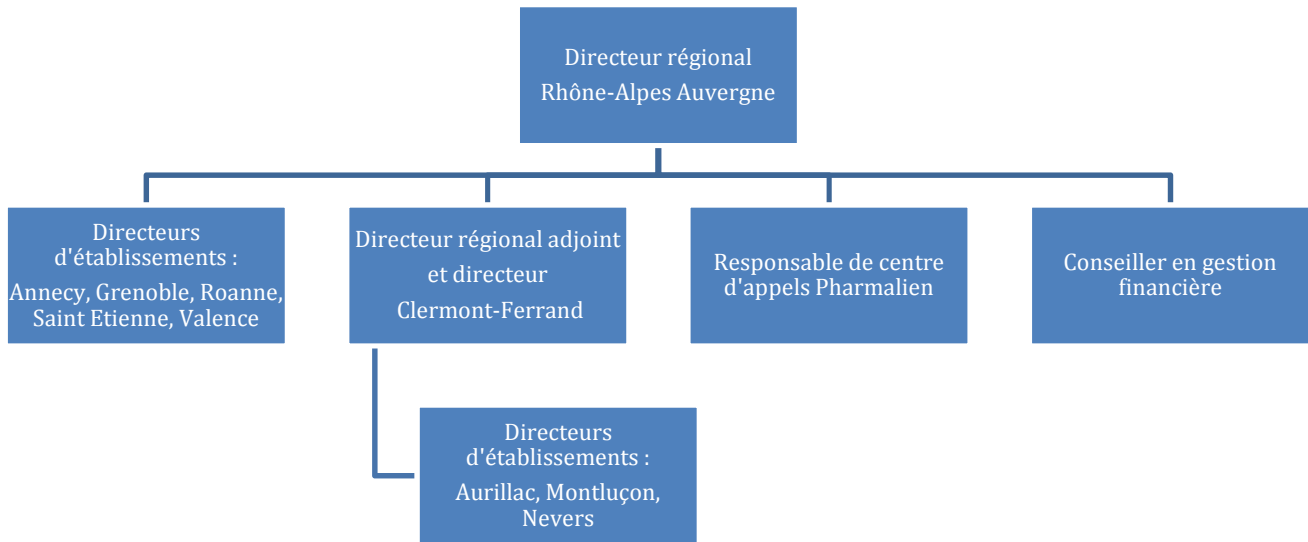 Directeur régional
Rhône-Alpes Auvergne
Directeurs
d'établissements :
Annecy, Grenoble, Roanne,
Saint Etienne, Valence
Directeur régional adjoint
et directeur
Clermont-Ferrand
Responsable de centre
d'appels Pharmalien
Conseiller en gestion
financière
Directeurs
d'établissements :
Aurillac, Montluçon,
Nevers